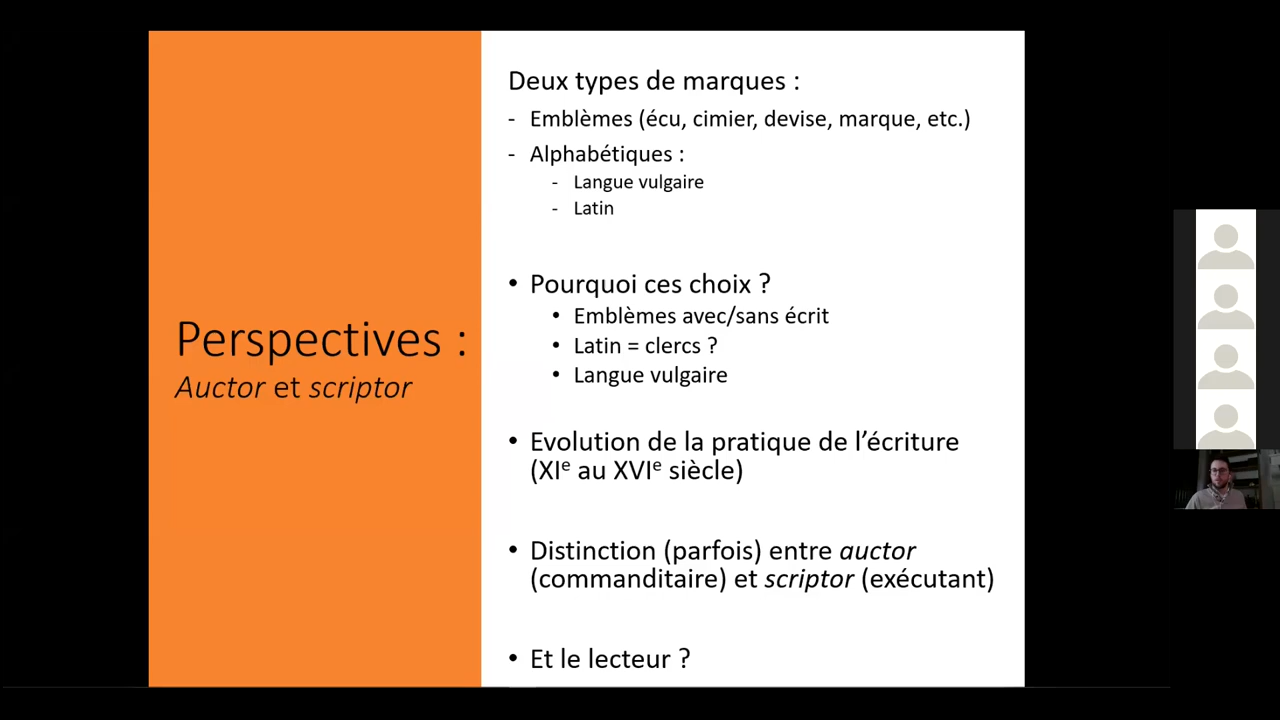 Perspectives :
Auctor et scriptor
Deux types de marques :
- Emblèmes (écu, cimier, devise, marque, etc.)
- Alphabétiques :
- Langue vulgaire
- Latin
• Pourquoi ces choix ?
• Emblèmes avec/sans écrit
• Latin = clercs ?
• Langue vulgaire
• Evolution de la pratique de l’écriture
(XIe au XVIe siècle)
• Distinction (parfois) entre auctor
(commanditaire) et scriptor (exécutant)
• Et le lecteur ?